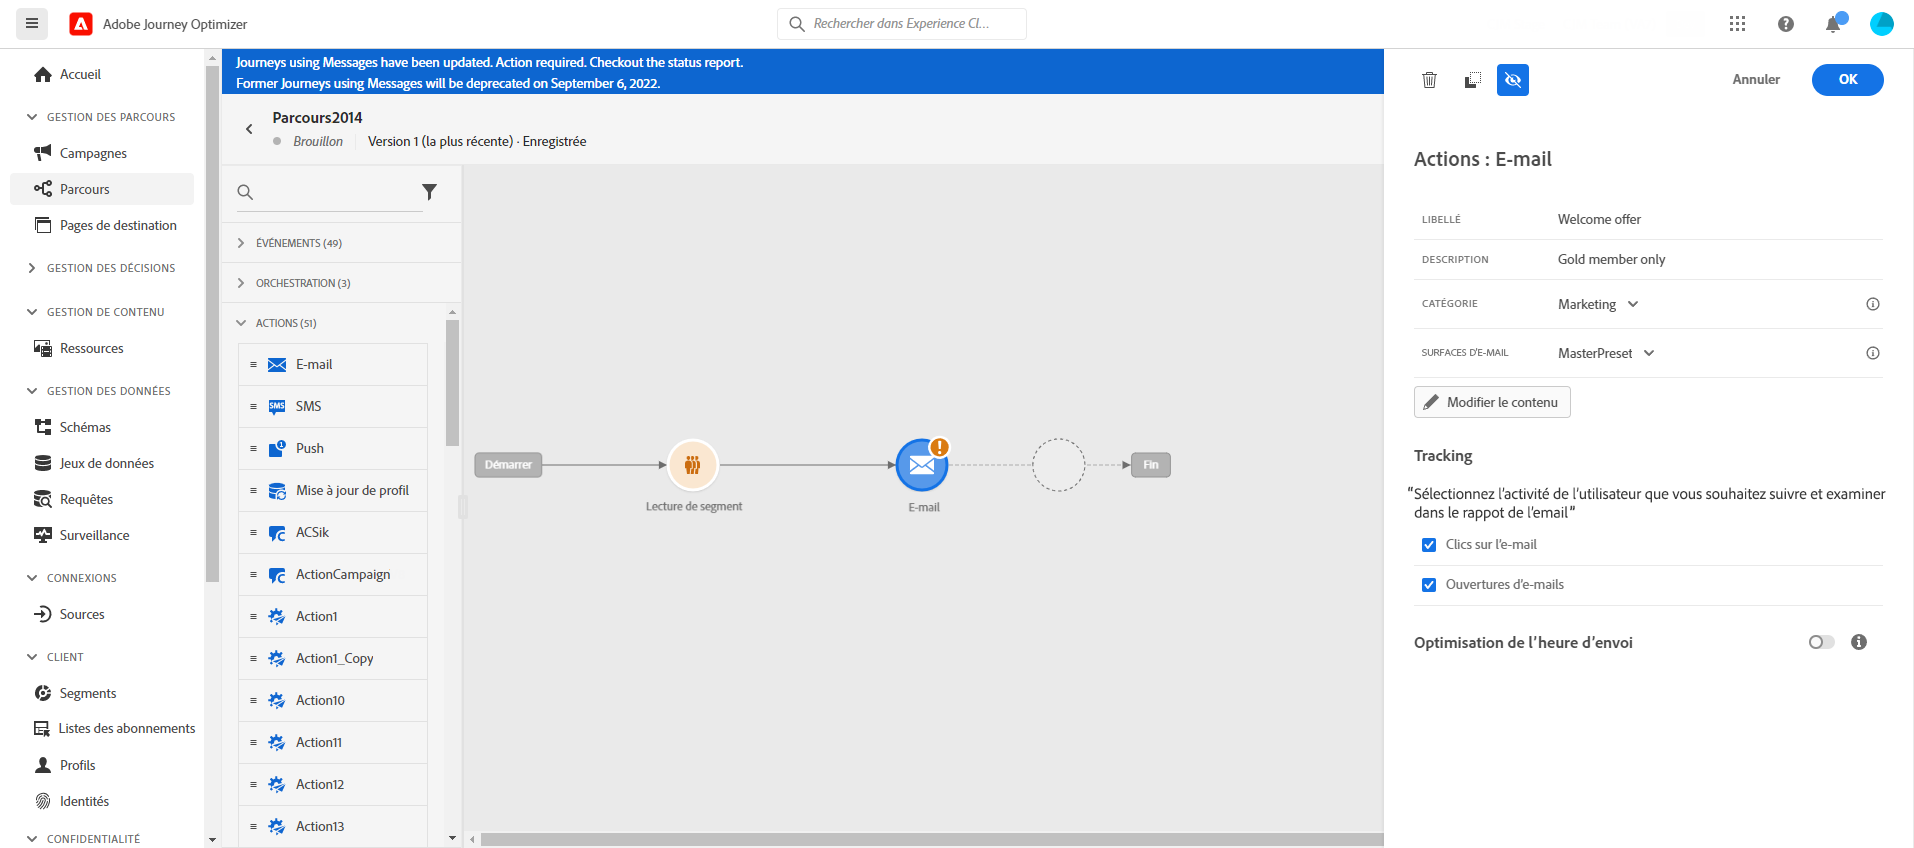 Adobe Journey Optimizer
Rechercher dans Experience Cl...
Accueil
GESTION DES PARCOURS
Campagnes
Parcours
Pages de destination
GESTION DES DÉCISIONS
GESTION DE CONTENU
Ressources
GESTION DES DONNÉES
Schémas
Jeux de données
Requêtes
Surveillance
CONNEXIONS
Sources
CLIENT
Segments
Listes des abonnements
Profils
Identités
CONFIDENTIALITÉ
Journeys using Messages have been updated. Action required. Checkout the status report.
Former Journeys using Messages will be deprecated on September 6, 2022.
Parcours2014
Brouillon
Version 1 (la plus récente) · Enregistrée
ÉVÉNEMENTS (49)
ORCHESTRATION (3)
ACTIONS (51)
E-mail
SMS
SMS
Push
Mise à jour de profil
ACSik
ActionCampaign
Action1
Action1_Copy
Action10
Action11
Action12
Action13
Démarrer
Lecture de segment
E-mail
Fin
Annuler
OK
Actions : E-mail
LIBELLÉ
Welcome offer
DESCRIPTION
Gold member only
CATÉGORIE
Marketing
SURFACES D'E-MAIL
MasterPreset
Modifier le contenu
Tracking
“Sélectionnez l'activité de l'utilisateur que vous souhaitez suivre et examiner
dans le rappot de l'email”
Clics sur l'e-mail
Ouvertures d'e-mails
Optimisation de l'heure d'envoi